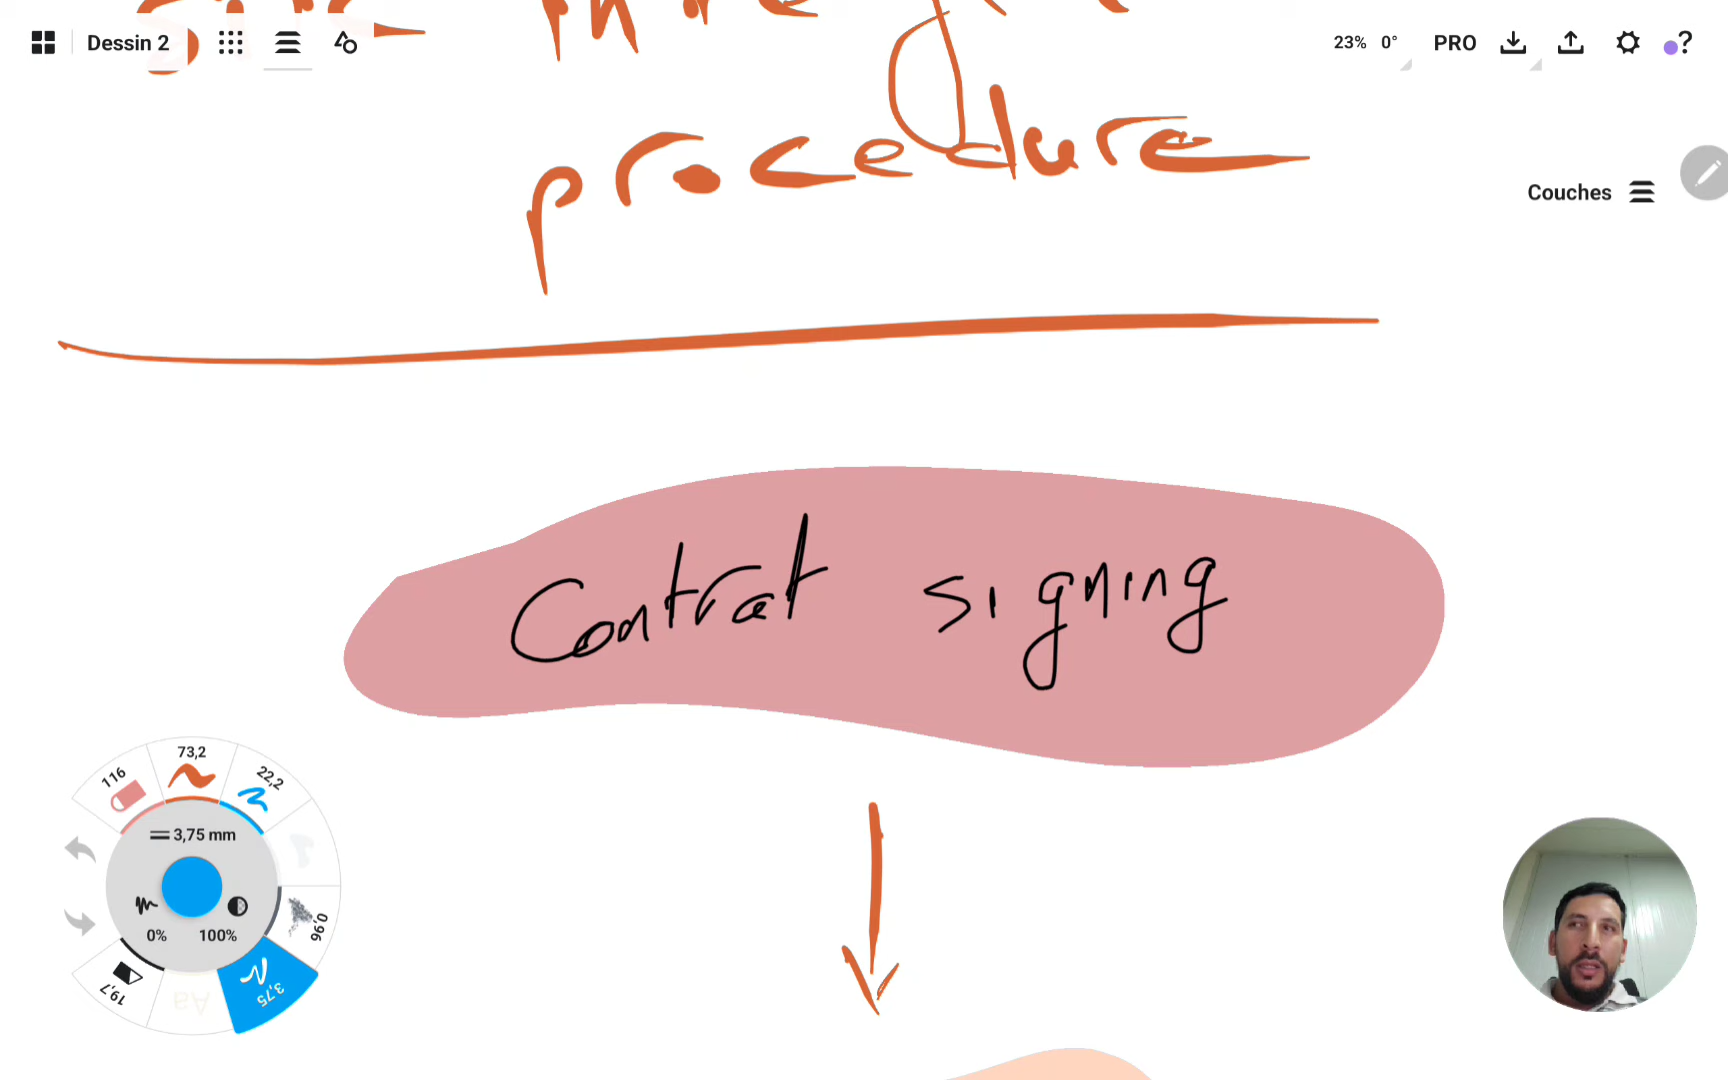 Dessin 2
23% 0° PRO ?
procedure
Couches
Contrat signing
73,2
116
22,2
3,75 mm
0,96
0% 100%
3,75
19,7
Aa